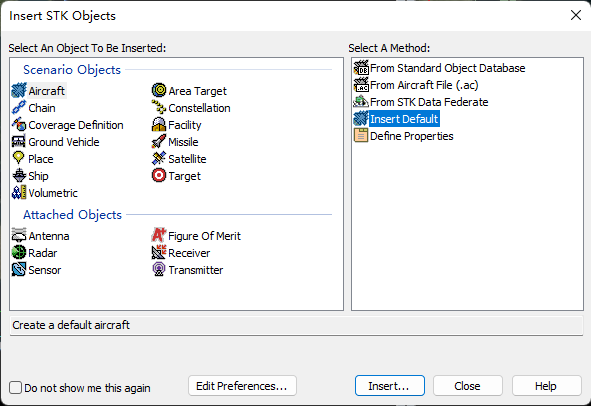 Insert STK Objects
Select An Object To Be Inserted:
Scenario Objects
Aircraft
Area Target
Chain
Constellation
Coverage Definition
Facility
Ground Vehicle
Missile
Place
Satellite
Ship
Target
Volumetric
Attached Objects
Antenna
Figure Of Merit
Radar
Receiver
Sensor
Transmitter
Select A Method:
From Standard Object Database
From Aircraft File (.ac)
From STK Data Federate
Insert Default
Define Properties
Create a default aircraft
Do not show me this again
Edit Preferences...
Insert...
Close
Help